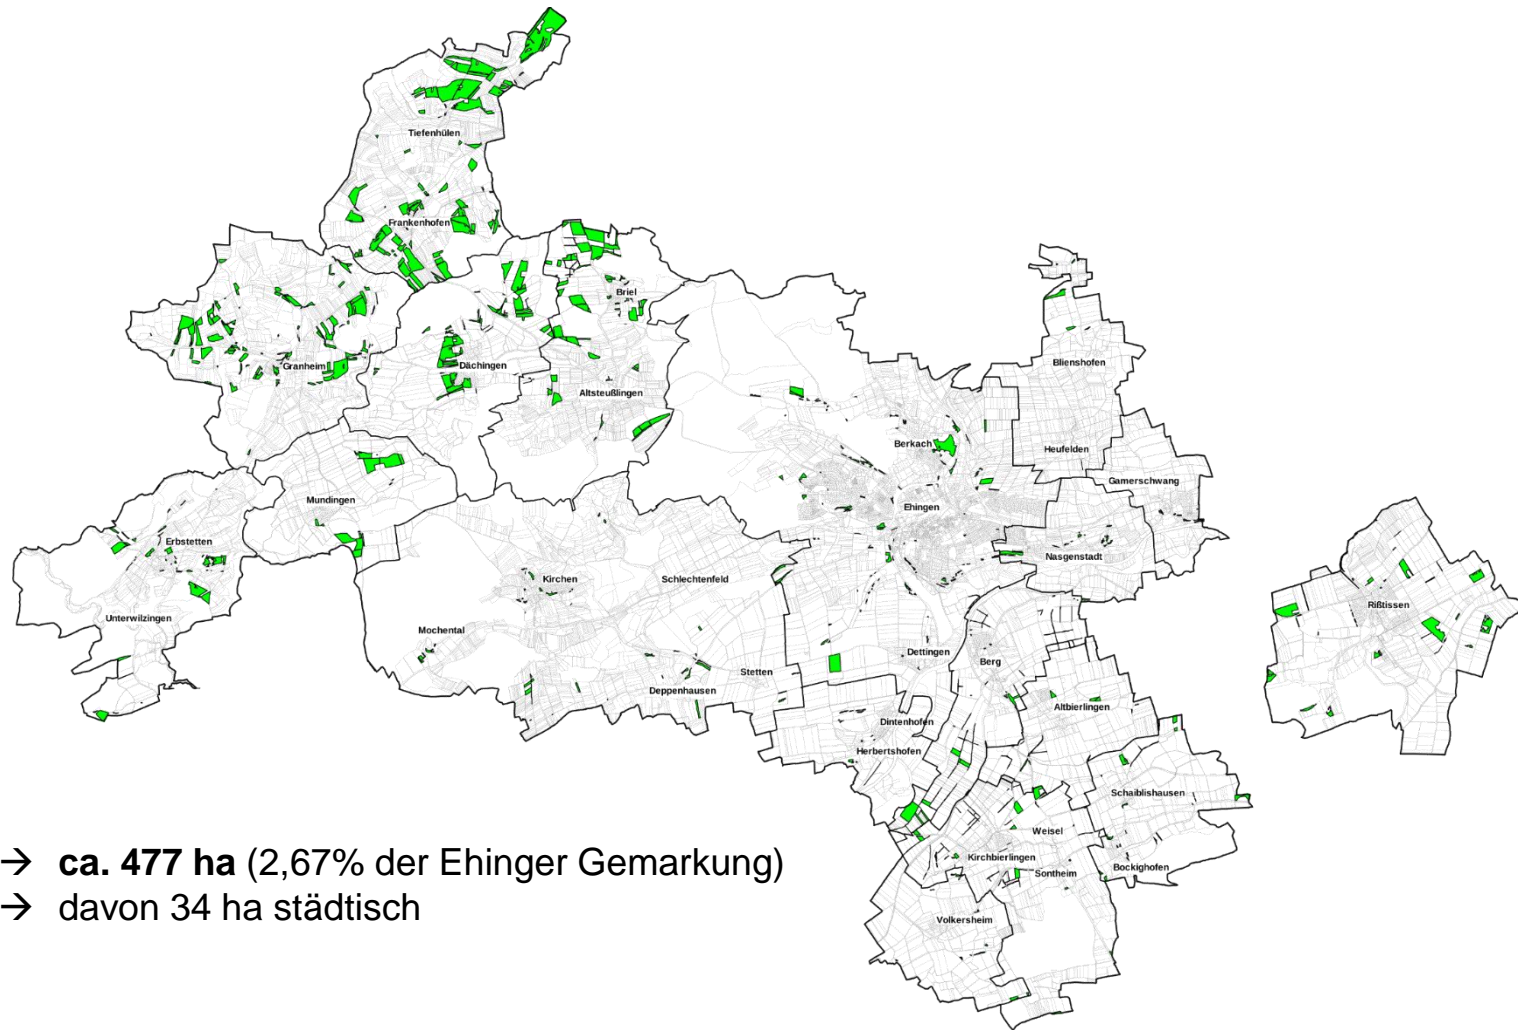 Tiefenhülen
Frankenhofen
Briel
Granheim
Dächingen
Altsteußlingen
Blienshofen
Berkach
Heufelden
Gamerschwang
Mundingen
Ehingen
Erbstetten
Nasgenstadt
Kirchen
Schlechtenfeld
Rißtissen
Unterwilzingen
Mochental
Dettingen
Berg
Stetten
Deppenhausen
Altbierlingen
Dintenhofen
Herbertshofen
Schaiblishausen
Weisel
Kirchbierlingen
Sontheim
Bockighofen
Volkersheim
→ ca. 477 ha (2,67% der Ehinger Gemarkung)
→ davon 34 ha städtisch